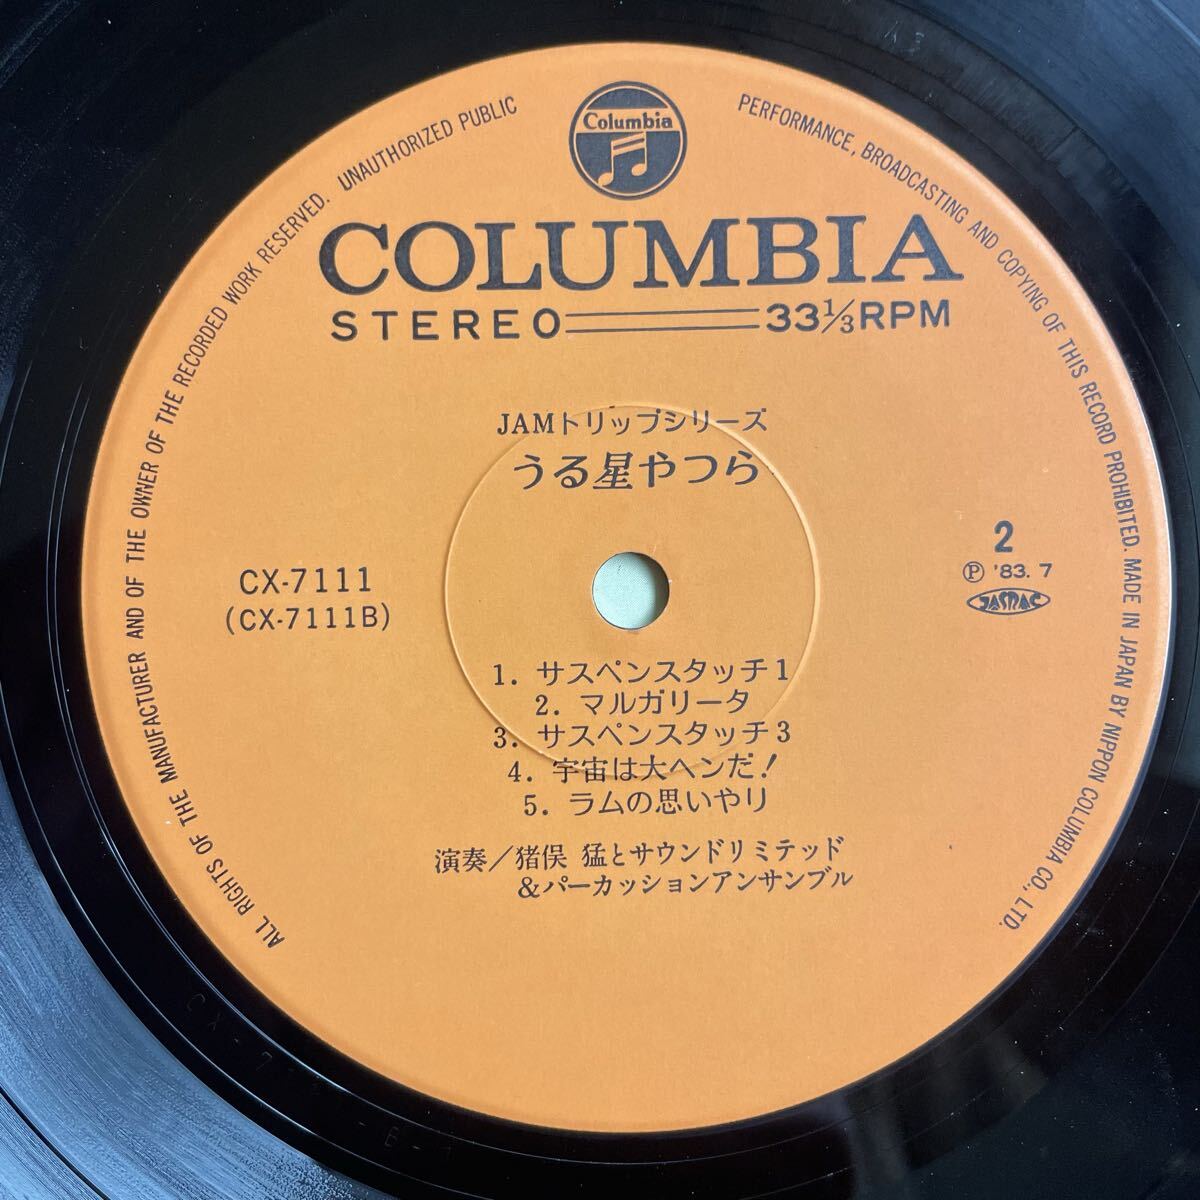 Columbia
ALL RIGHTS OF THE MANUFACTURER AND OF THE OWNER OF THE RECORDED WORK RESERVED. UNAUTHORIZED PUBLIC PERFORMANCE, BROADCASTING AND COPYING OF THIS RECORD PROHIBITED. MADE IN JAPAN BY NIPPON COLUMBIA CO., LTD.
COLUMBIA
STEREO 33⅓RPM
JAMトリップシリーズ
うる星やつら
2
CX-7111
Ⓟ '83. 7
(CX-7111B)
JASRAC
1. サスペンスタッチ1
2. マルガリータ
3. サスペンスタッチ3
4. 宇宙は大ヘンだ!
5. ラムの思いやり
演奏/猪俣 猛とサウンドリミテッド
&パーカッションアンサンブル